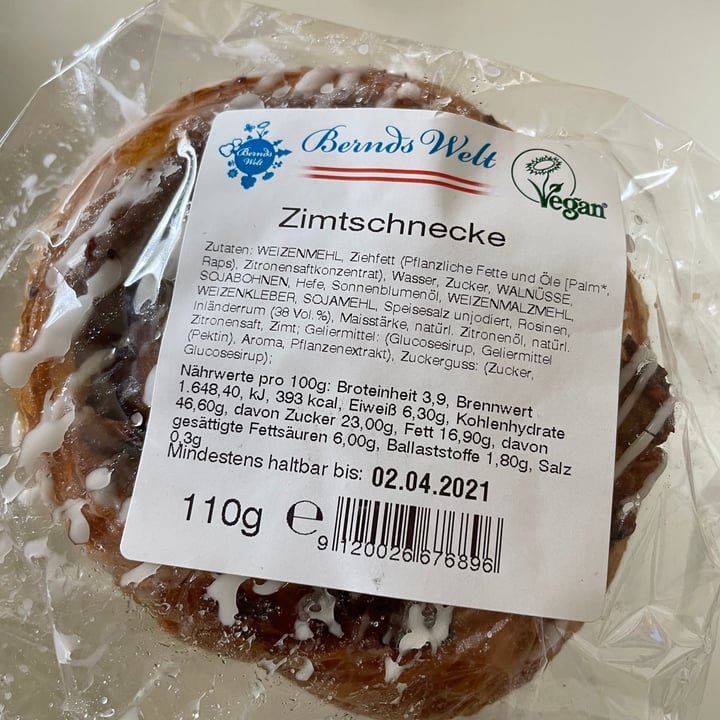 Bernds Welt
Bernds Welt
Vegan
Zimtschnecke
Zutaten: WEIZENMEHL, Ziehfett (Pflanzliche Fette und Öle [Palm*,
Raps), Zitronensaftkonzentrat), Wasser, Zucker, WALNÜSSE,
SOJABOHNEN, Hefe, Sonnenblumenöl, WEIZENMALZMEHL,
WEIZENKLEBER, SOJAMEHL, Speisesalz unjodiert, Rosinen,
Inländerrum (38 Vol.%), Maisstärke, natürl. Zitronenöl, natürl.
Zitronensaft, Zimt; Geliermittel: (Glucosesirup, Geliermittel
(Pektin), Aroma, Pflanzenextrakt), Zuckerguss: (Zucker,
Glucosesirup);
Nährwerte pro 100g: Broteinheit 3,9, Brennwert
1.648,40, kJ, 393 kcal, Eiweiß 6,30g, Kohlenhydrate
46,60g, davon Zucker 23,00g, Fett 16,90g, davon
gesättigte Fettsäuren 6,00g, Ballaststoffe 1,80g, Salz
0,3g
Mindestens haltbar bis: 02.04.2021
110g e
9 120026 676896